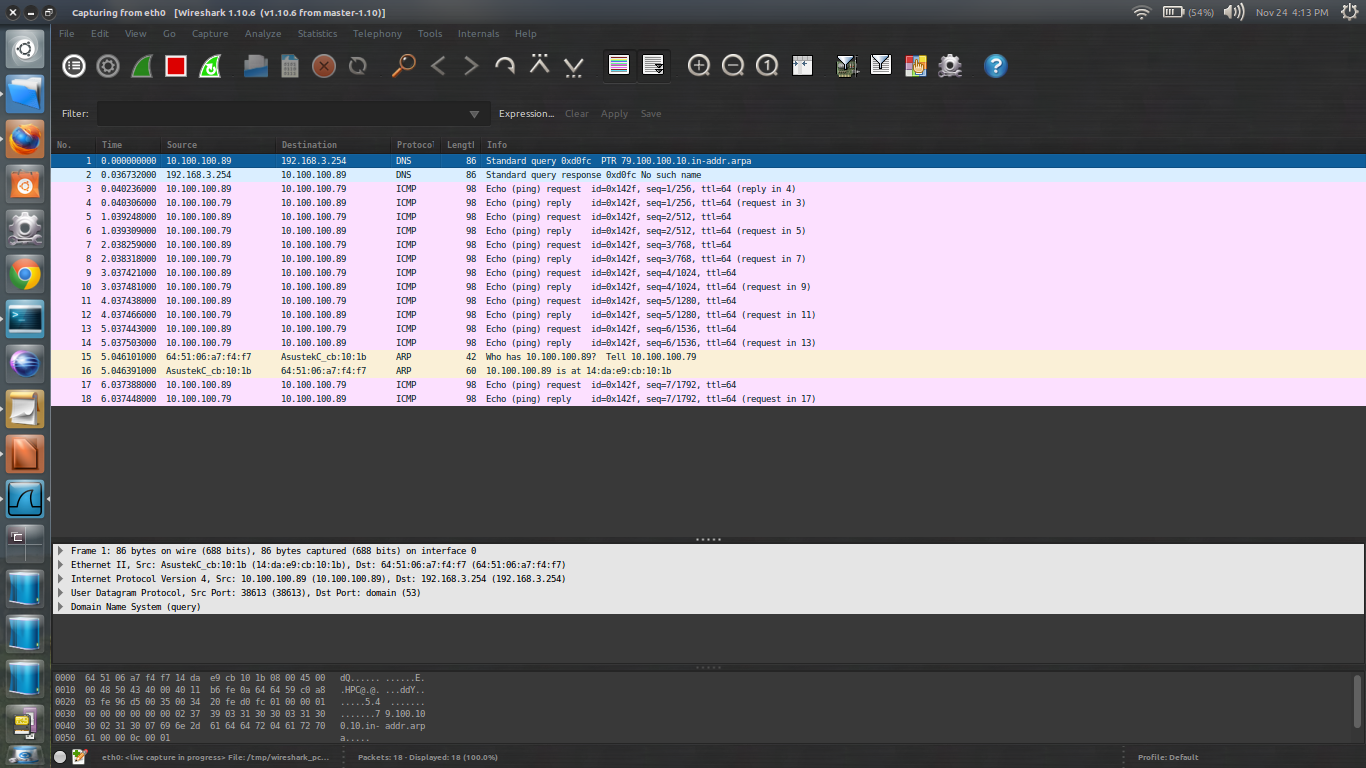 Capturing from eth0 [Wireshark 1.10.6 (v1.10.6 from master-1.10)] (54%) Nov 24 4:13 PM
File Edit View Go Capture Analyze Statistics Telephony Tools Internals Help
Filter: Expression... Clear Apply Save
No. Time Source Destination Protocol Length Info
1 0.000000000 10.100.100.89 192.168.3.254 DNS 86 Standard query 0xd0fc PTR 79.100.100.10.in-addr.arpa
2 0.036732000 192.168.3.254 10.100.100.89 DNS 86 Standard query response 0xd0fc No such name
3 0.040236000 10.100.100.89 10.100.100.79 ICMP 98 Echo (ping) request id=0x142f, seq=1/256, ttl=64 (reply in 4)
4 0.040306000 10.100.100.79 10.100.100.89 ICMP 98 Echo (ping) reply id=0x142f, seq=1/256, ttl=64 (request in 3)
5 1.039248000 10.100.100.89 10.100.100.79 ICMP 98 Echo (ping) request id=0x142f, seq=2/512, ttl=64
6 1.039309000 10.100.100.79 10.100.100.89 ICMP 98 Echo (ping) reply id=0x142f, seq=2/512, ttl=64 (request in 5)
7 2.038259000 10.100.100.89 10.100.100.79 ICMP 98 Echo (ping) request id=0x142f, seq=3/768, ttl=64
8 2.038318000 10.100.100.79 10.100.100.89 ICMP 98 Echo (ping) reply id=0x142f, seq=3/768, ttl=64 (request in 7)
9 3.037421000 10.100.100.89 10.100.100.79 ICMP 98 Echo (ping) request id=0x142f, seq=4/1024, ttl=64
10 3.037481000 10.100.100.79 10.100.100.89 ICMP 98 Echo (ping) reply id=0x142f, seq=4/1024, ttl=64 (request in 9)
11 4.037438000 10.100.100.89 10.100.100.79 ICMP 98 Echo (ping) request id=0x142f, seq=5/1280, ttl=64
12 4.037466000 10.100.100.79 10.100.100.89 ICMP 98 Echo (ping) reply id=0x142f, seq=5/1280, ttl=64 (request in 11)
13 5.037443000 10.100.100.89 10.100.100.79 ICMP 98 Echo (ping) request id=0x142f, seq=6/1536, ttl=64
14 5.037503000 10.100.100.79 10.100.100.89 ICMP 98 Echo (ping) reply id=0x142f, seq=6/1536, ttl=64 (request in 13)
15 5.046101000 64:51:06:a7:f4:f7 AsustekC_cb:10:1b ARP 42 Who has 10.100.100.89? Tell 10.100.100.79
16 5.046391000 AsustekC_cb:10:1b 64:51:06:a7:f4:f7 ARP 60 10.100.100.89 is at 14:da:e9:cb:10:1b
17 6.037388000 10.100.100.89 10.100.100.79 ICMP 98 Echo (ping) request id=0x142f, seq=7/1792, ttl=64
18 6.037448000 10.100.100.79 10.100.100.89 ICMP 98 Echo (ping) reply id=0x142f, seq=7/1792, ttl=64 (request in 17)
Frame 1: 86 bytes on wire (688 bits), 86 bytes captured (688 bits) on interface 0
Ethernet II, Src: AsustekC_cb:10:1b (14:da:e9:cb:10:1b), Dst: 64:51:06:a7:f4:f7 (64:51:06:a7:f4:f7)
Internet Protocol Version 4, Src: 10.100.100.89 (10.100.100.89), Dst: 192.168.3.254 (192.168.3.254)
User Datagram Protocol, Src Port: 38613 (38613), Dst Port: domain (53)
Domain Name System (query)
0000 64 51 06 a7 f4 f7 14 da e9 cb 10 1b 08 00 45 00 dQ...... ......E.
0010 00 48 50 43 40 00 40 11 b6 fe 0a 64 64 59 c0 a8 .HPC@.@. ...ddY..
0020 03 fe 96 d5 00 35 00 34 20 fe d0 fc 01 00 00 01 .....5.4 .......
0030 00 00 00 00 00 00 02 37 39 03 31 30 30 03 31 30 .......7 9.100.10
0040 30 02 31 30 07 69 6e 2d 61 64 64 72 04 61 72 70 0.10.in- addr.arp
0050 61 00 00 0c 00 01 a.....
eth0: <live capture in progress> File: /tmp/wireshark_pc... Packets: 18 · Displayed: 18 (100.0%) Profile: Default